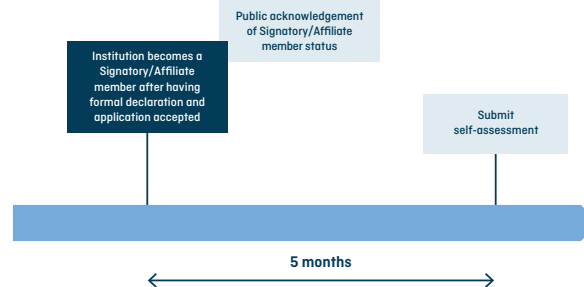 Public acknowledgement
of Signatory/Affiliate
member status
Institution becomes a
Signatory/Affiliate
member after having
formal declaration and
application accepted
Submit
self-assessment
5 months